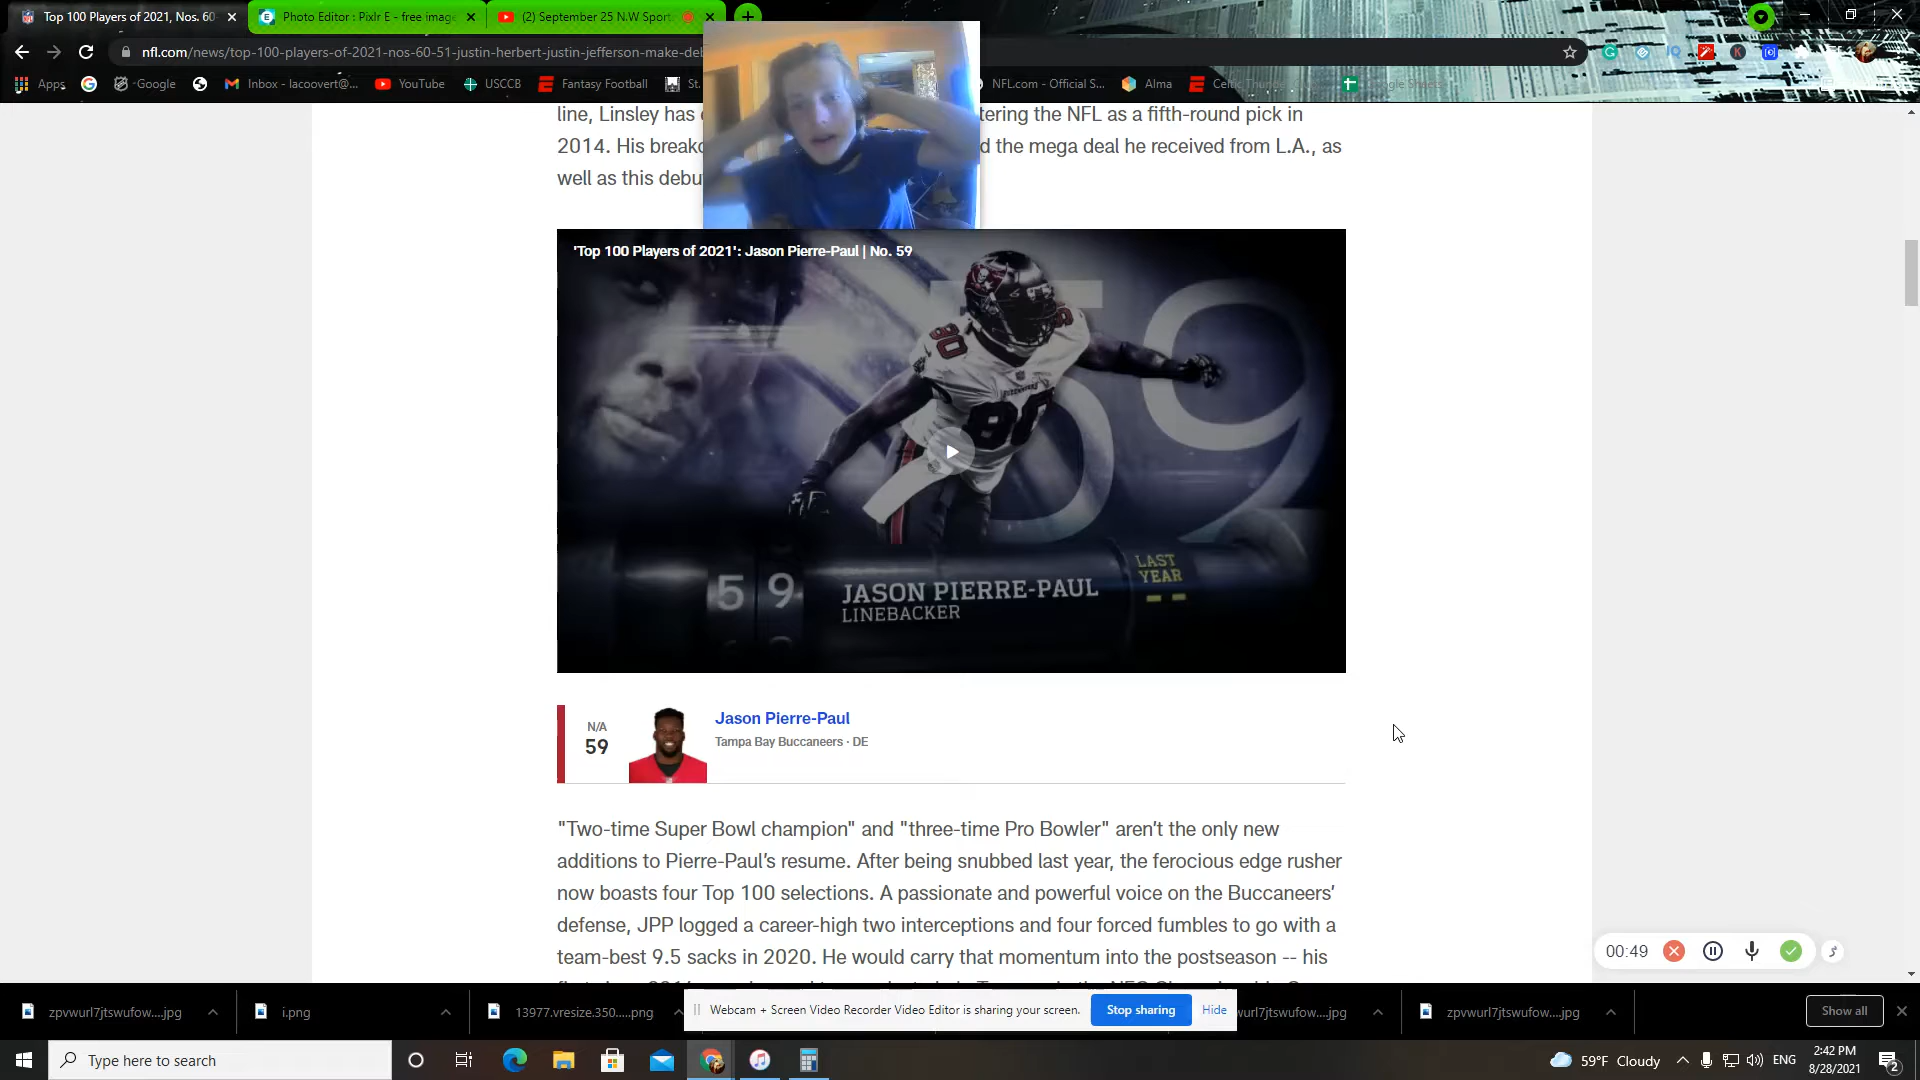 Top 100 Players of 2021, Nos. 60
Photo Editor : Pixlr E - free image
(2) September 25 N.W Sport
nfl.com/news/top-100-players-of-2021-nos-60-51-justin-herbert-justin-jefferson-make-de
Apps
Google
Inbox - lacoovert@...
YouTube
USCCB
Fantasy Football
St.
NFL.com - Official S...
Alma
line, Linsley has
tering the NFL as a fifth-round pick in
2014. His break
d the mega deal he received from L.A., as
well as this debu
'Top 100 Players of 2021': Jason Pierre-Paul | No. 59
90
59
59
JASON PIERRE-PAUL
LINEBACKER
LAST
YEAR
--
N/A
59
Jason Pierre-Paul
Tampa Bay Buccaneers · DE
"Two-time Super Bowl champion" and "three-time Pro Bowler" aren't the only new
additions to Pierre-Paul's resume. After being snubbed last year, the ferocious edge rusher
now boasts four Top 100 selections. A passionate and powerful voice on the Buccaneers'
defense, JPP logged a career-high two interceptions and four forced fumbles to go with a
team-best 9.5 sacks in 2020. He would carry that momentum into the postseason -- his
00:49
zpvwurl7jtswufow....jpg
i.png
13977.vresize.350.....png
Webcam + Screen Video Recorder Video Editor is sharing your screen.
Stop sharing
Hide
wurl7jtswufow....jpg
zpvwurl7jtswufow....jpg
Show all
Type here to search
59°F Cloudy
ENG
2:42 PM
8/28/2021
2